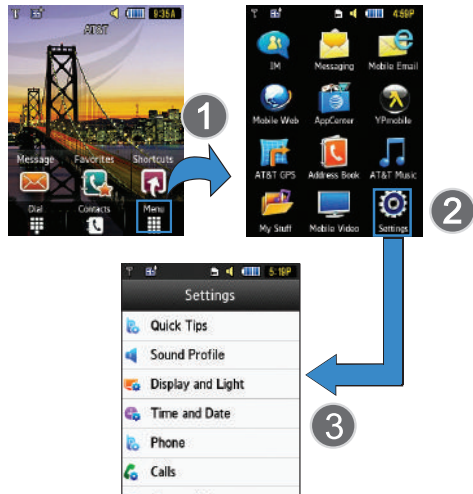 9:35A
AT&T
Message Favorites Shortcuts
Dial Contacts Menu
1
4:59P
IM Messaging Mobile Email
Mobile Web AppCenter YPmobile
AT&T GPS Address Book AT&T Music
My Stuff Mobile Video Settings
2
5:19P
Settings
Quick Tips
Sound Profile
Display and Light
Time and Date
Phone
Calls
3